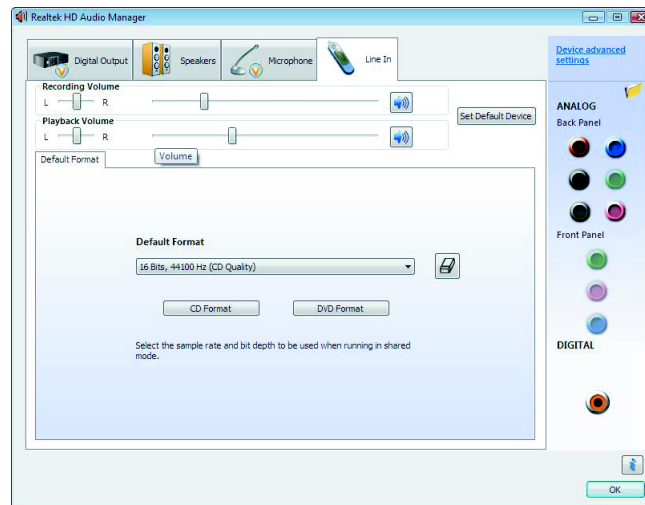 Realtek HD Audio Manager
Digital Output
Speakers
Microphone
Line In
Device advanced
settings
Recording Volume
L
R
Set Default Device
Playback Volume
L
R
Volume
Default Format
Default Format
16 Bits, 44100 Hz (CD Quality)
CD Format
DVD Format
Select the sample rate and bit depth to be used when running in shared
mode.
ANALOG
Back Panel
Front Panel
DIGITAL
i
OK